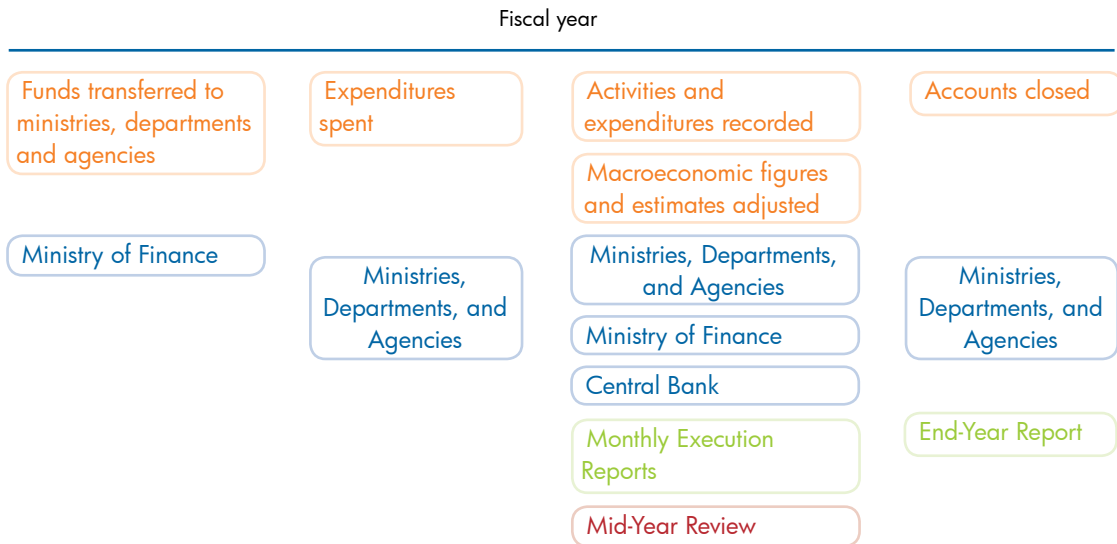 Fiscal year
Funds transferred to
ministries, departments
and agencies
Expenditures
spent
Activities and
expenditures recorded
Accounts closed
Macroeconomic figures
and estimates adjusted
Ministry of Finance
Ministries,
Departments, and
Agencies
Ministries, Departments,
and Agencies
Ministry of Finance
Central Bank
Ministries,
Departments, and
Agencies
Monthly Execution
Reports
End-Year Report
Mid-Year Review